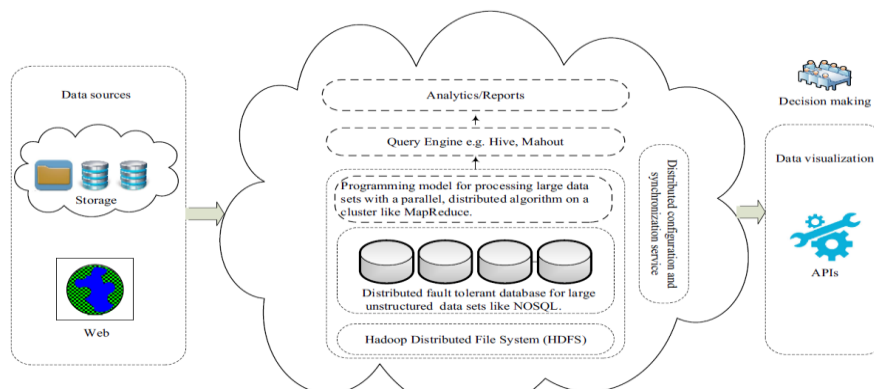 Data sources
Storage
Web
Analytics/Reports
Query Engine e.g. Hive, Mahout
Programming model for processing large data
sets with a parallel, distributed algorithm on a
cluster like MapReduce.
Distributed fault tolerant database for large
unstructured data sets like NOSQL.
Hadoop Distributed File System (HDFS)
Distributed configuration and
synchronization service
Decision making
Data visualization
APIs